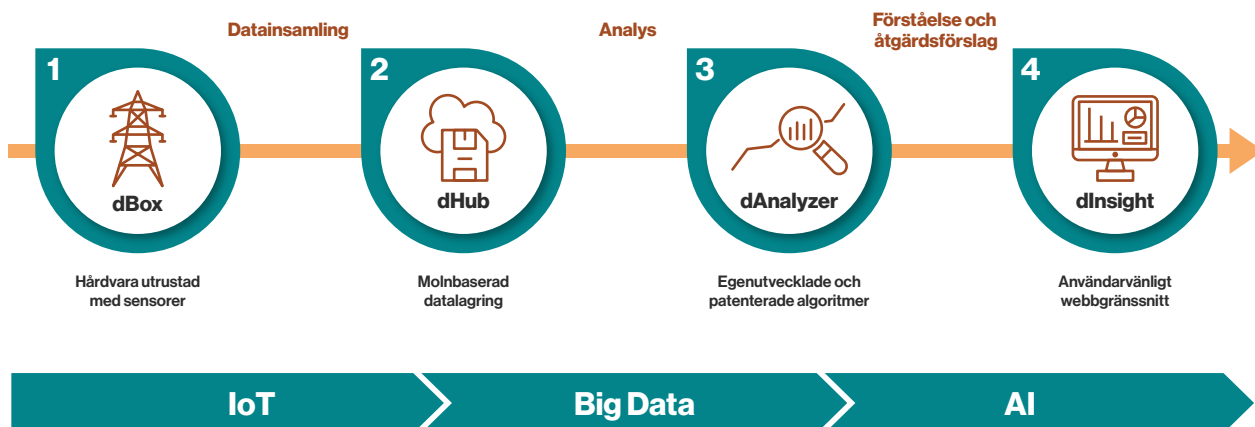 Datainsamling
Analys
Förståelse och
åtgärdsförslag
1
2
3
4
dBox
dHub
dAnalyzer
dInsight
Hårdvara utrustad
med sensorer
Molnbaserad
datalagring
Egenutvecklade och
patenterade algoritmer
Användarvänligt
webbgränssnitt
IoT
Big Data
AI